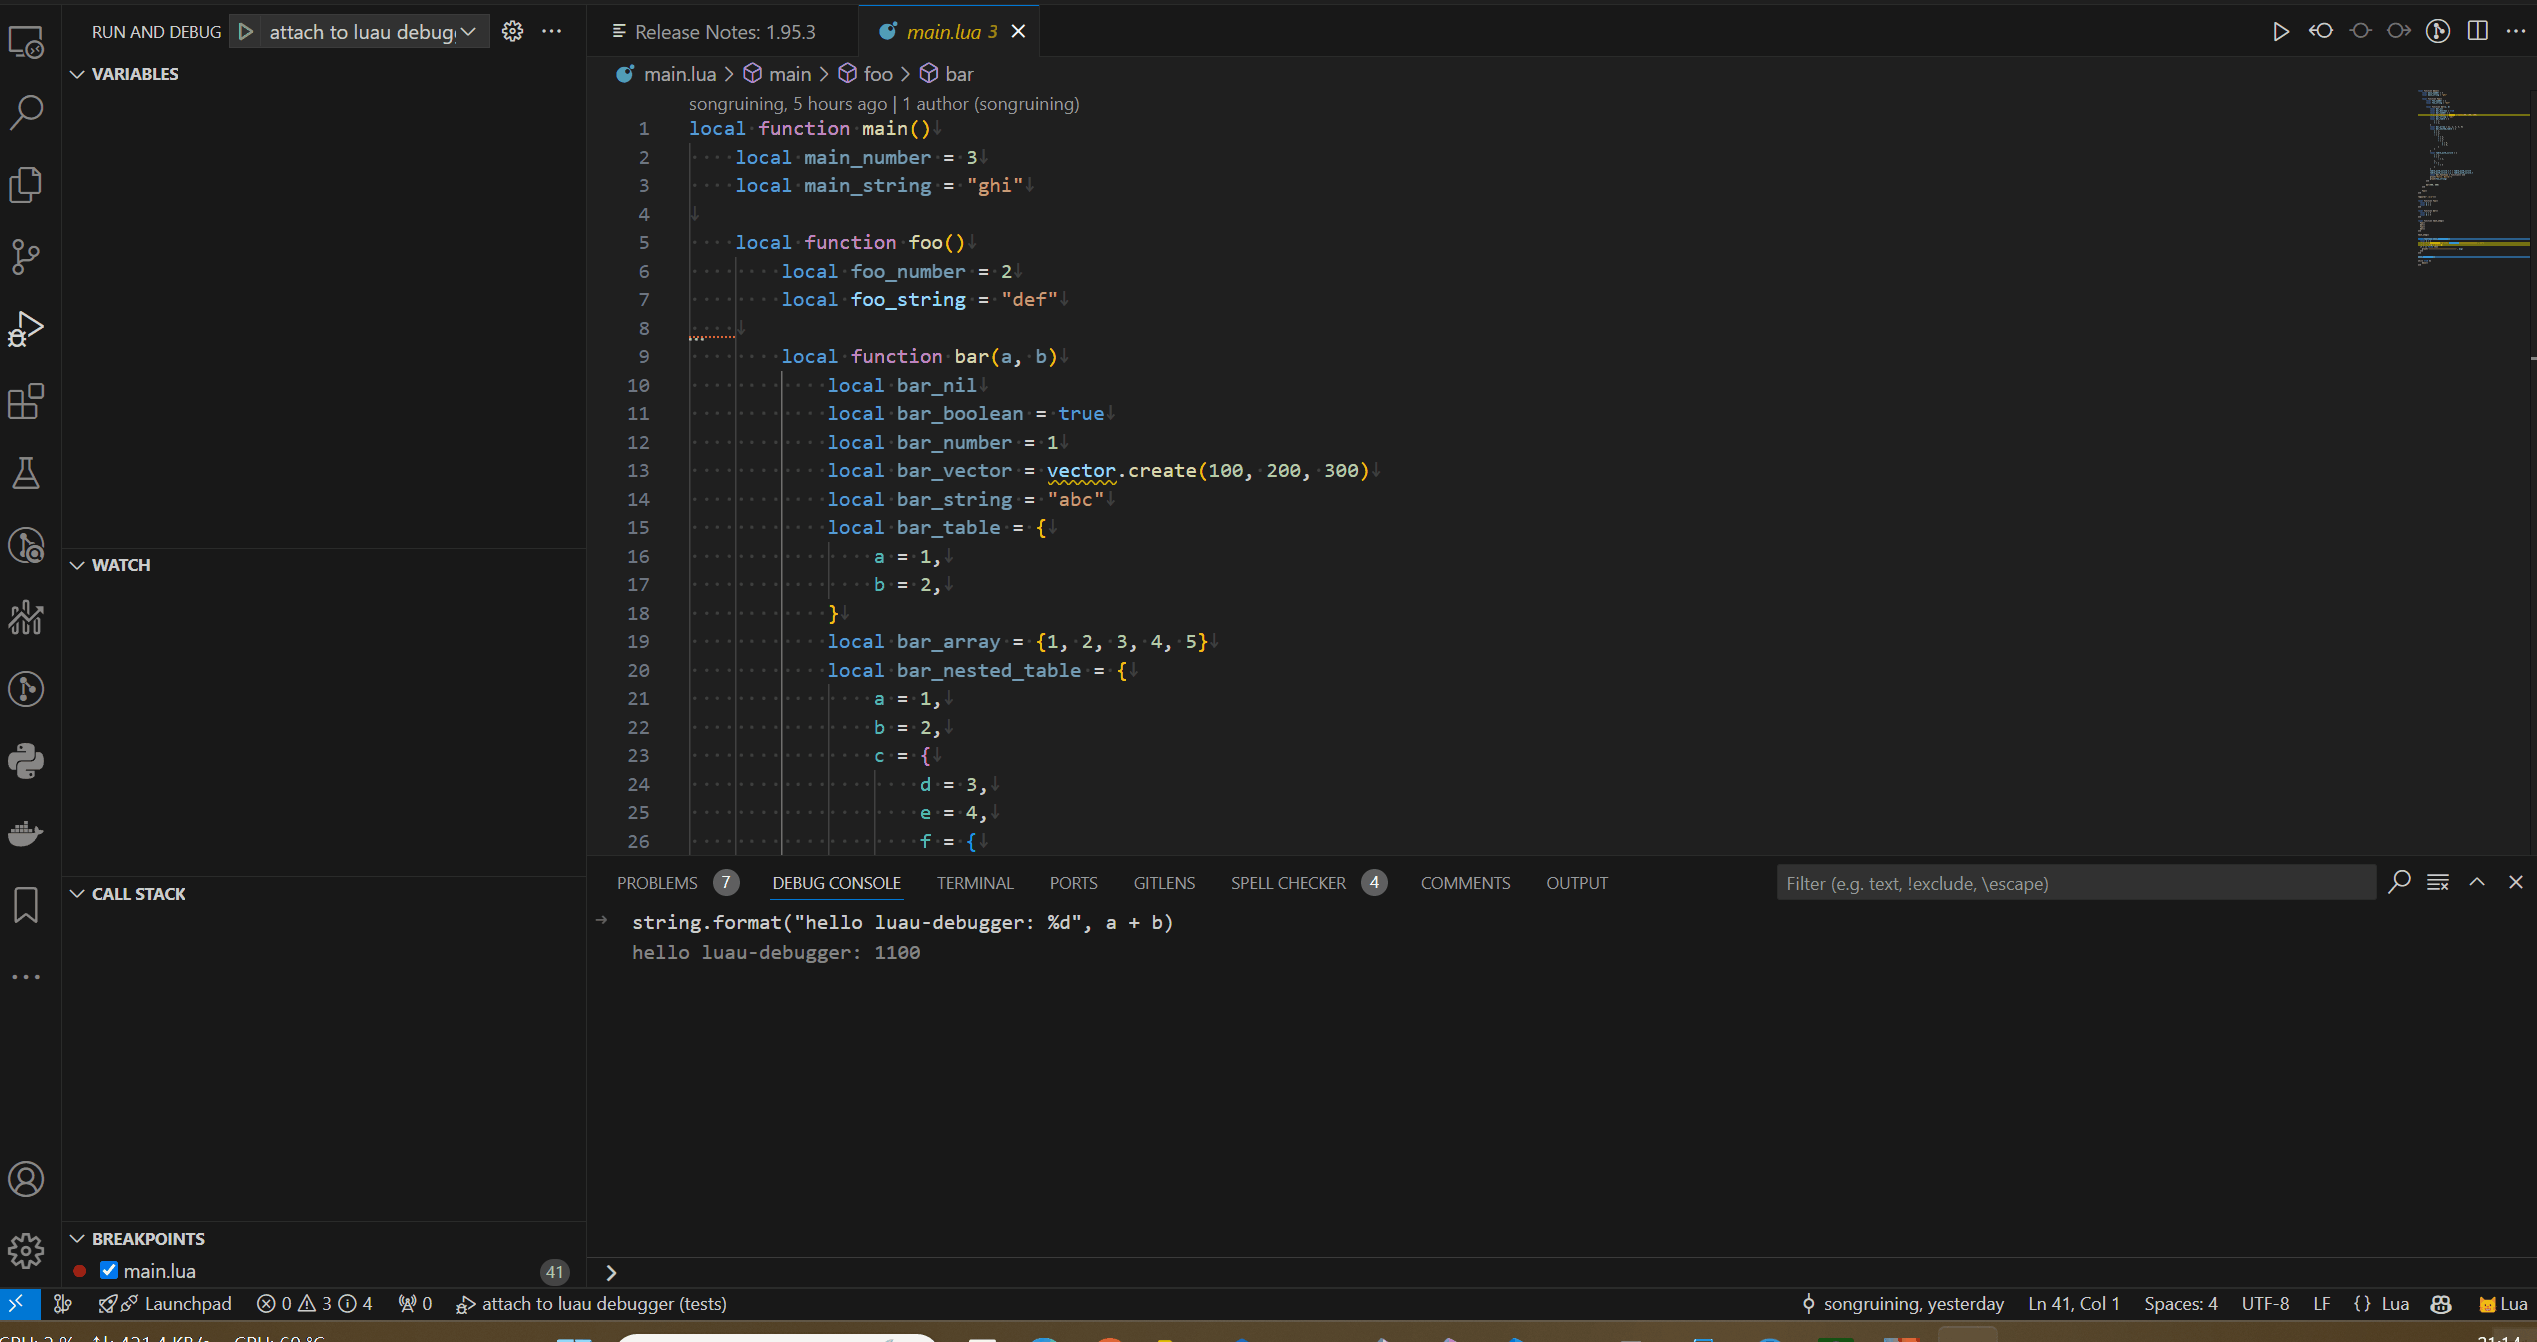 RUN AND DEBUG attach to luau debug
VARIABLES
WATCH
CALL STACK
BREAKPOINTS
main.lua 41
Release Notes: 1.95.3 main.lua 3
main.lua > main > foo > bar
songruining, 5 hours ago | 1 author (songruining)
1 local function main()
2 local main_number = 3
3 local main_string = "ghi"
4
5 local function foo()
6 local foo_number = 2
7 local foo_string = "def"
8
9 local function bar(a, b)
10 local bar_nil
11 local bar_boolean = true
12 local bar_number = 1
13 local bar_vector = vector.create(100, 200, 300)
14 local bar_string = "abc"
15 local bar_table = {
16 a = 1,
17 b = 2,
18 }
19 local bar_array = {1, 2, 3, 4, 5}
20 local bar_nested_table = {
21 a = 1,
22 b = 2,
23 c = {
24 d = 3,
25 e = 4,
26 f = {
PROBLEMS 7 DEBUG CONSOLE TERMINAL PORTS GITLENS SPELL CHECKER 4 COMMENTS OUTPUT Filter (e.g. text, !exclude, \escape)
string.format("hello luau-debugger: %d", a + b)
hello luau-debugger: 1100
Launchpad 0 3 4 0 attach to luau debugger (tests) songruining, yesterday Ln 41, Col 1 Spaces: 4 UTF-8 LF {} Lua Lua